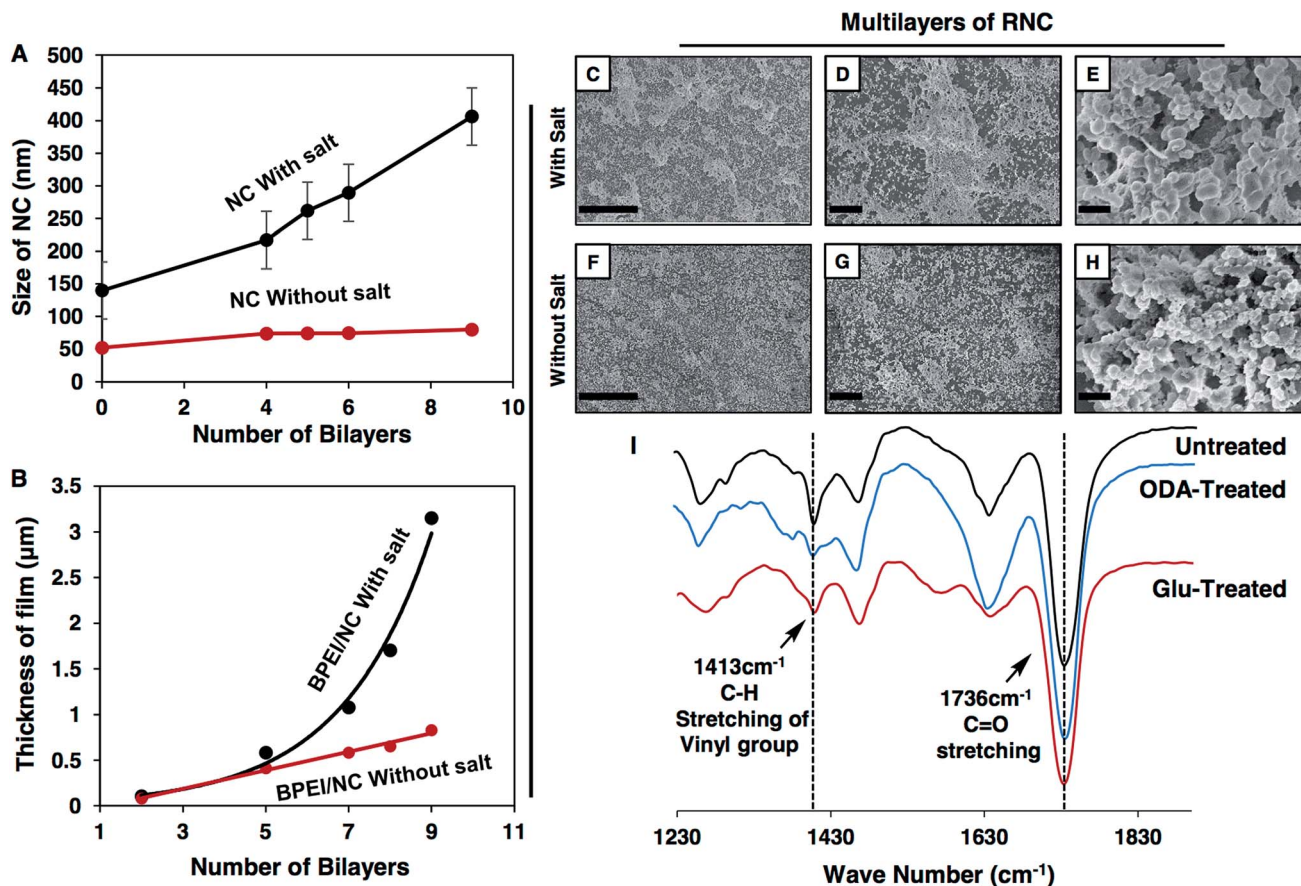 A
500
450
400
350
300
250
200
150
100
50
0
Size of NC (nm)
NC With salt
NC Without salt
0 2 4 6 8 10
Number of Bilayers
B
3.5
3
2.5
2
1.5
1
0.5
0
Thickness of film (μm)
BPEI/NC With salt
BPEI/NC Without salt
1 3 5 7 9 11
Number of Bilayers
Multilayers of RNC
With Salt
C
D
E
Without Salt
F
G
H
I
Untreated
ODA-Treated
Glu-Treated
1413cm⁻¹
C-H
Stretching of
Vinyl group
1736cm⁻¹
C=O
stretching
1230 1430 1630 1830
Wave Number (cm⁻¹)